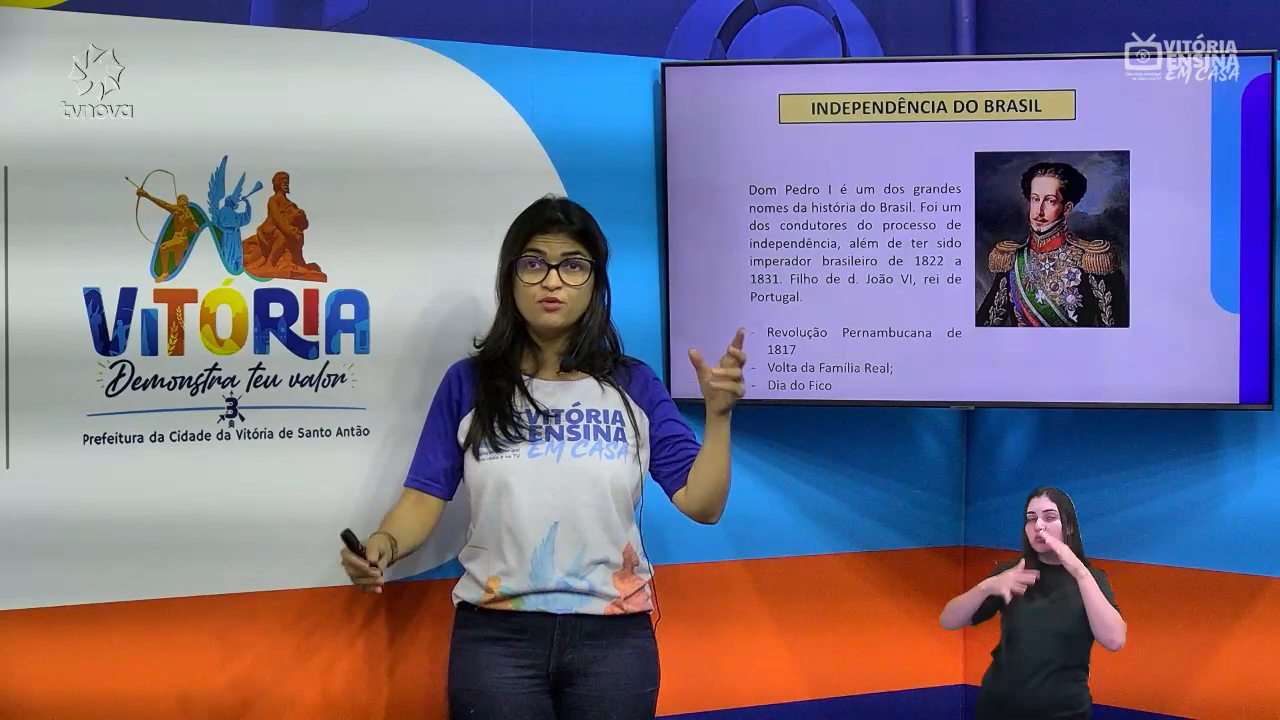 tvnova
VITÓRIA
Demonstra teu valor
3
Prefeitura da Cidade da Vitória de Santo Antão
VITÓRIA
ENSINA
EM CASA
VITÓRIA
ENSINA
EM CASA
INDEPENDÊNCIA DO BRASIL
Dom Pedro I é um dos grandes
nomes da história do Brasil. Foi um
dos condutores do processo de
independência, além de ter sido
imperador brasileiro de 1822 a
1831. Filho de d. João VI, rei de
Portugal.
- Revolução Pernambucana de
1817
- Volta da Família Real;
- Dia do Fico